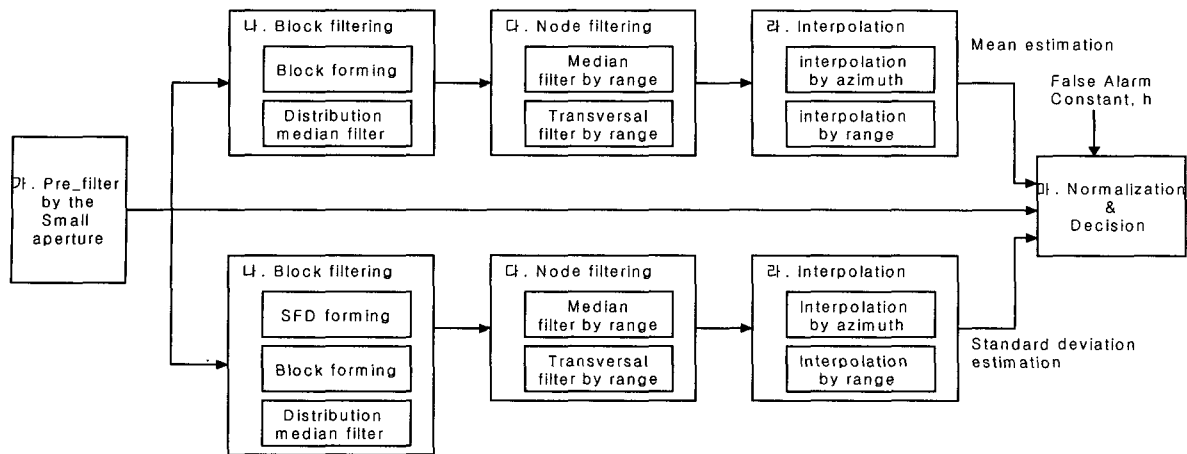 나. Block filtering
Block forming
Distribution
median filter
다. Node filtering
Median
filter by range
Transversal
filter by range
라. Interpolation
interpolation
by azimuth
interpolation
by range
Mean estimation
False Alarm
Constant, h
가. Pre_filter
by the
Small
aperture
마. Normalization
&
Decision
나. Block filtering
SFD forming
Block forming
Distribution
median filter
다. Node filtering
Median
filter by range
Transversal
filter by range
라. Interpolation
Interpolation
by azimuth
Interpolation
by range
Standard deviation
estimation